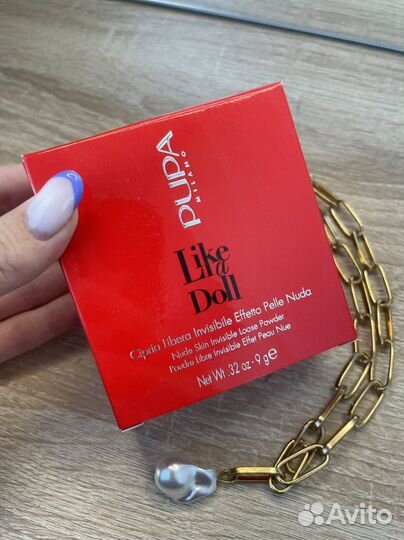 PUPA
MILANO
Like
a
Doll
Cipria Libera Invisibile Effetto Pelle Nuda
Nude Skin Invisible Loose Powder
Poudre Libre Invisible Effet Peau Nue
Net Wt. .32 oz - 9 g e
Avito